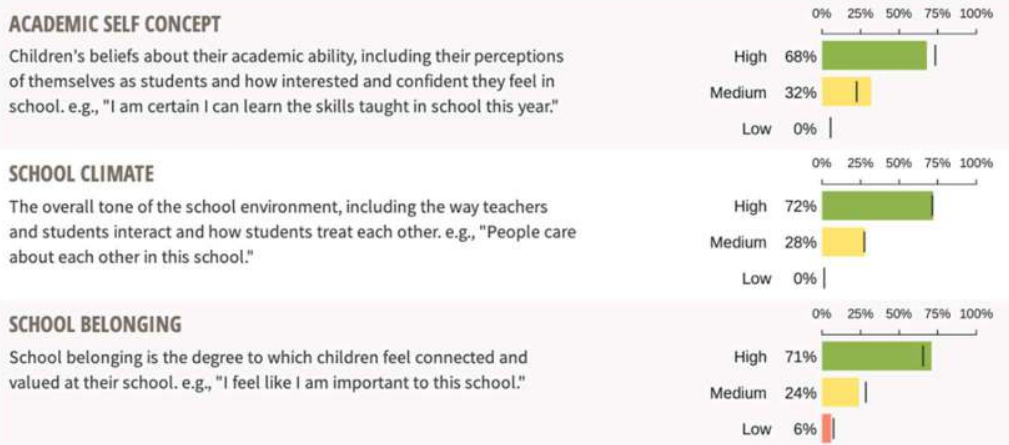 ACADEMIC SELF CONCEPT
Children's beliefs about their academic ability, including their perceptions
of themselves as students and how interested and confident they feel in
school. e.g., "I am certain I can learn the skills taught in school this year."
0% 25% 50% 75% 100%
High 68%
Medium 32%
Low 0%
SCHOOL CLIMATE
The overall tone of the school environment, including the way teachers
and students interact and how students treat each other. e.g., "People care
about each other in this school."
0% 25% 50% 75% 100%
High 72%
Medium 28%
Low 0%
SCHOOL BELONGING
School belonging is the degree to which children feel connected and
valued at their school. e.g., "I feel like I am important to this school."
0% 25% 50% 75% 100%
High 71%
Medium 24%
Low 6%